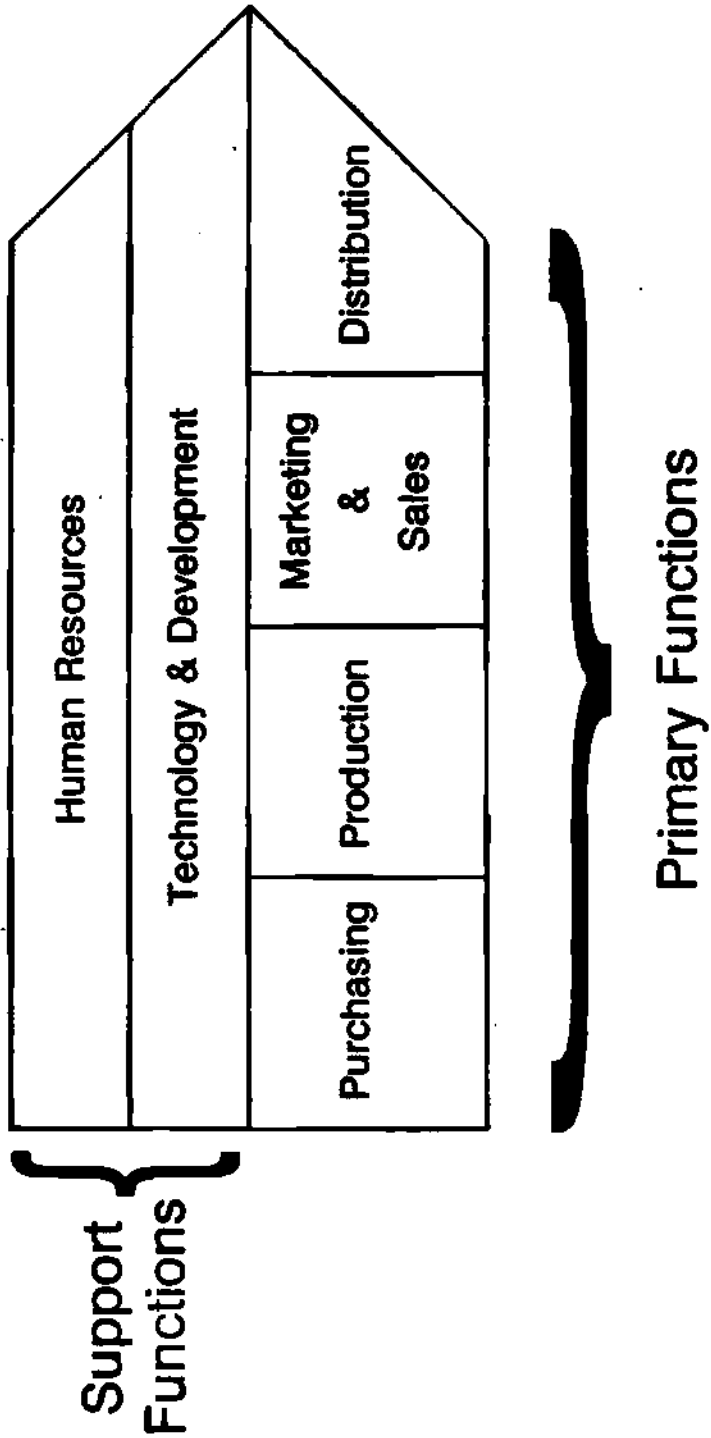 Support
Functions
Human Resources
Technology & Development
Purchasing
Production
Marketing
&
Sales
Distribution
Primary Functions